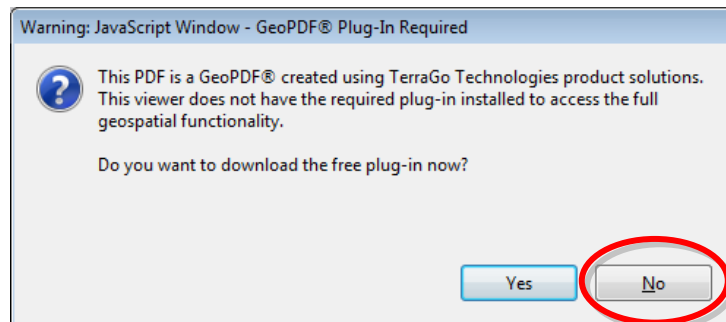 Warning: JavaScript Window - GeoPDF® Plug-In Required
This PDF is a GeoPDF® created using TerraGo Technologies product solutions.
This viewer does not have the required plug-in installed to access the full
geospatial functionality.
Do you want to download the free plug-in now?
Yes
No